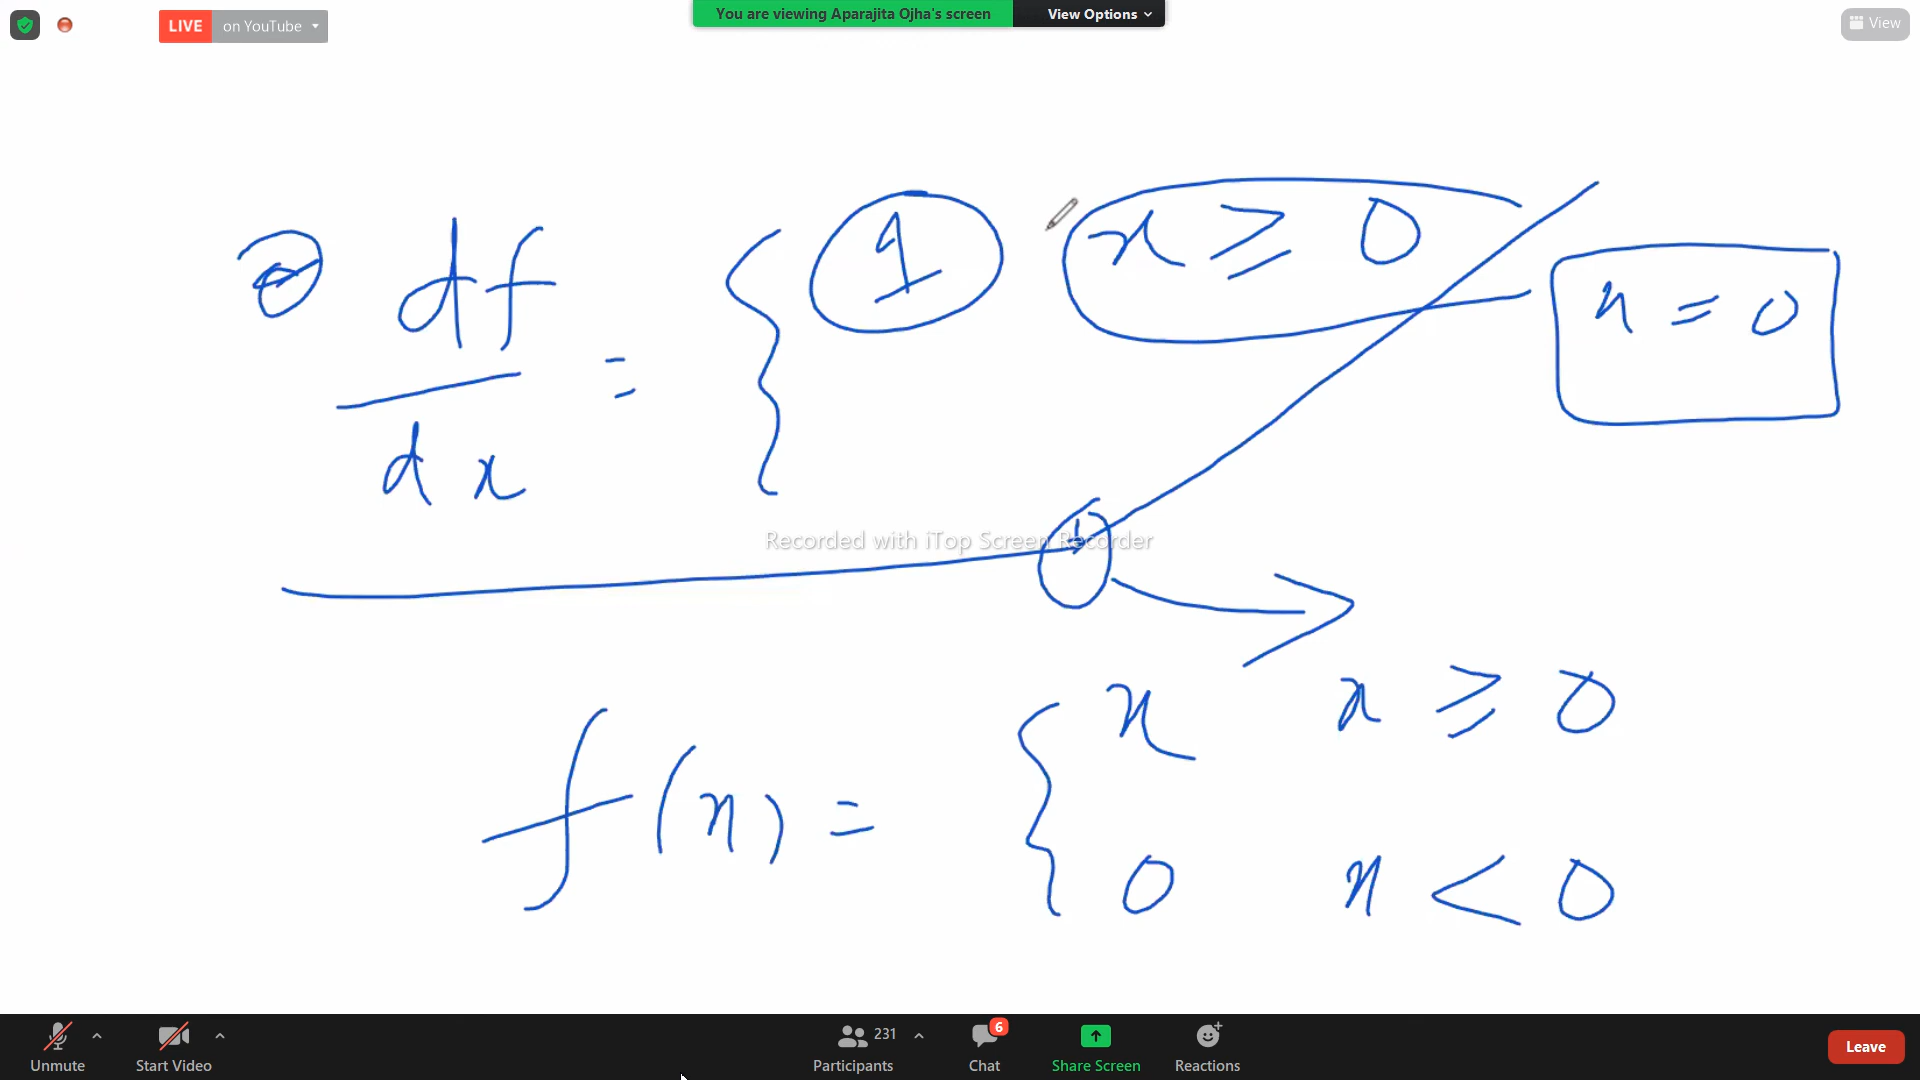 LIVE on YouTube
You are viewing Aparajita Ojha's screen View Options
View
df/dx = { 1 x ≥ 0
x = 0
Recorded with iTop Screen Recorder
f(x) = { x x ≥ 0
0 x < 0
231 6
Unmute Start Video Participants Chat Share Screen Reactions Leave